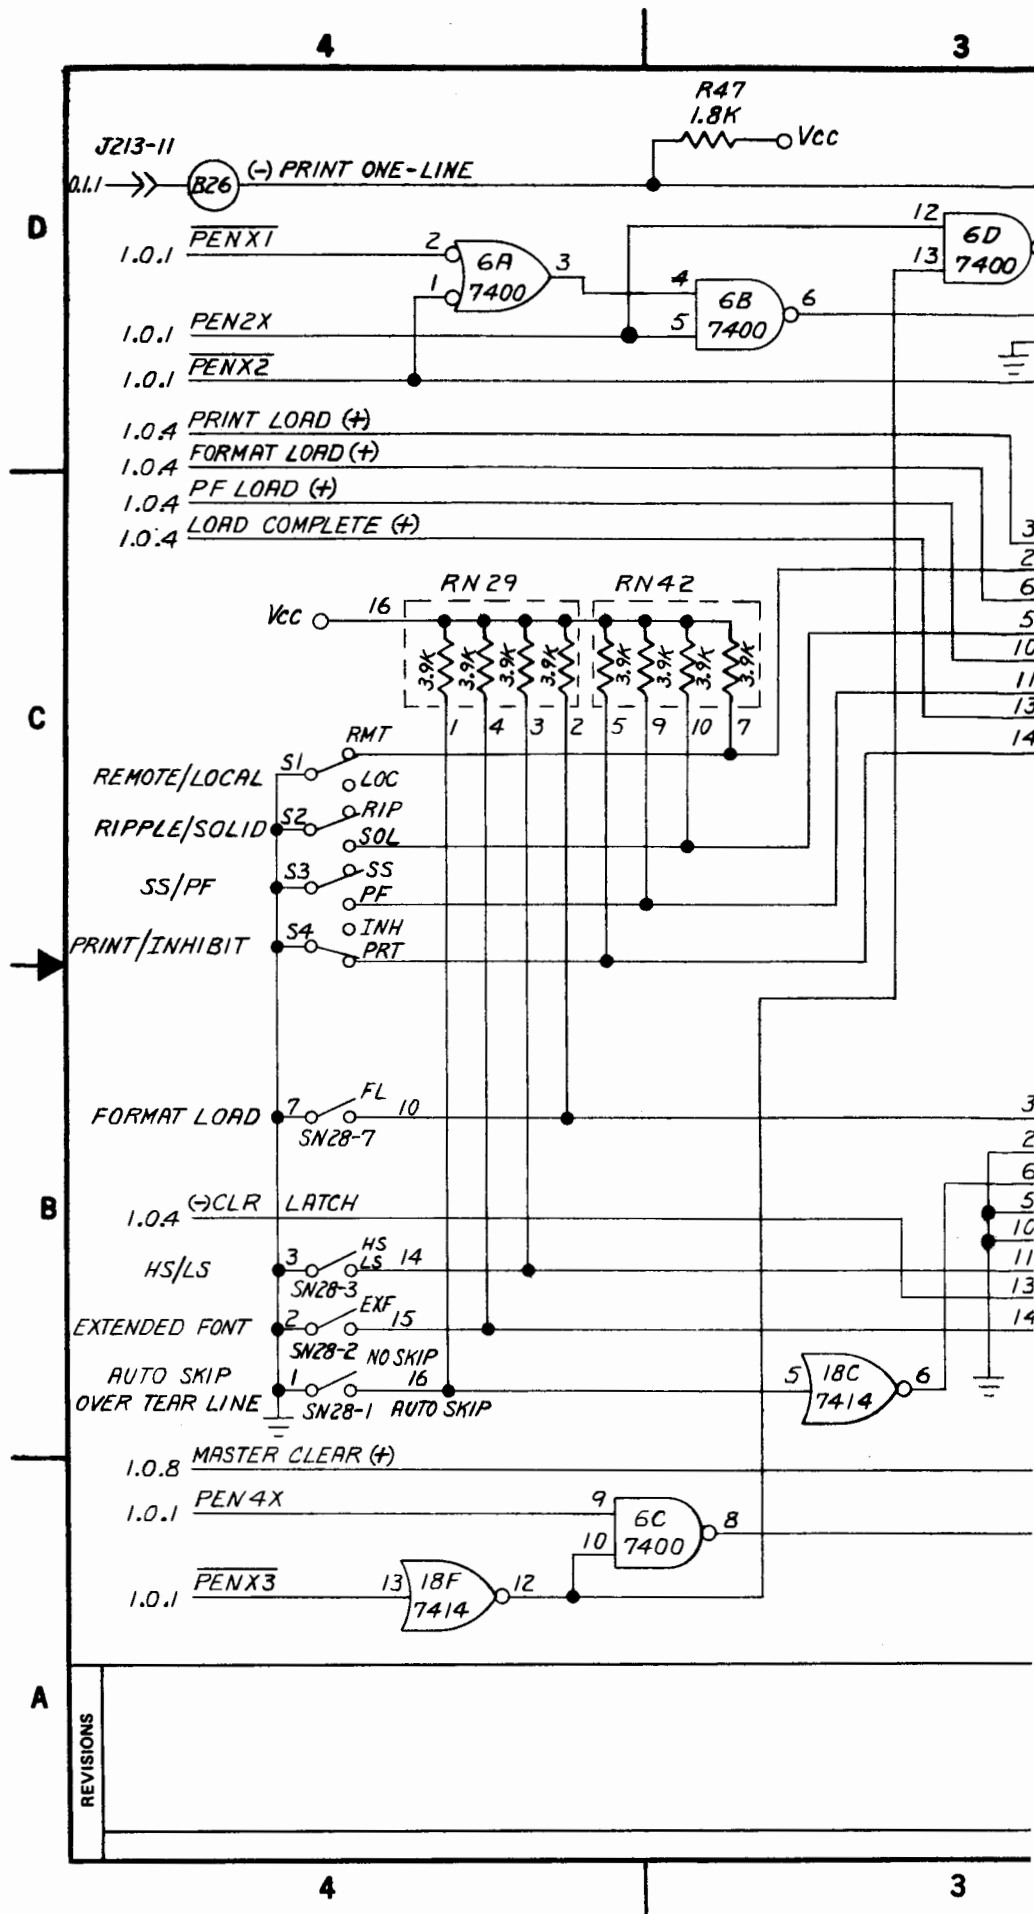 4 3
R47
1.8K
Vcc
J213-11
0.1.1 B26 (-) PRINT ONE-LINE
D
12
6D
13 7400
1.0.1 PENX1 2
6A 3
1 7400
4
6B 6
1.0.1 PEN2X 5 7400
1.0.1 PENX2
1.0.4 PRINT LOAD (+)
1.0.4 FORMAT LOAD (+)
1.0.4 PF LOAD (+)
1.0.4 LOAD COMPLETE (+)
3
2
6
5
10
11
13
14
RN29 RN42
Vcc 16
3.9K 3.9K 3.9K 3.9K 3.9K 3.9K 3.9K 3.9K
1 4 3 2 5 9 10 7
C
RMT
REMOTE/LOCAL S1
LOC
RIP
RIPPLE/SOLID S2
SOL
SS
SS/PF S3
PF
INH
PRINT/INHIBIT S4
PRT
FL
FORMAT LOAD 7 10 3
SN28-7
2
6
5
10
11
13
14
B
1.0.4 (-)CLR LATCH
HS
HS/LS 3 LS 14
SN28-3
EXF
EXTENDED FONT 2 15
SN28-2 NO SKIP
AUTO SKIP
OVER TEAR LINE 1 16
SN28-1 AUTO SKIP
5 18C 6
7414
1.0.8 MASTER CLEAR (+)
1.0.1 PEN4X 9
6C 8
10 7400
1.0.1 PENX3 13 18F 12
7414
A
REVISIONS
4 3